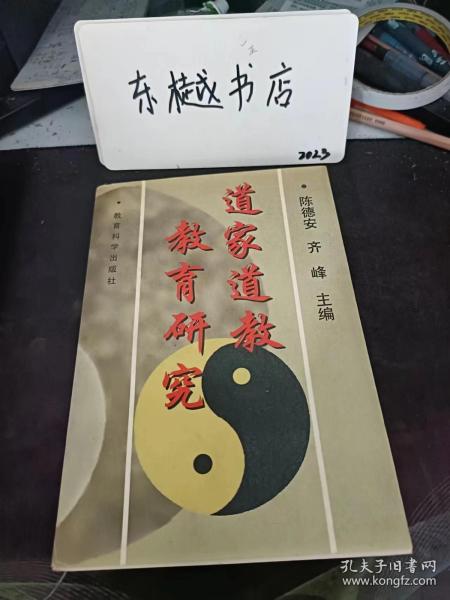 东樾书店
2023
道家道教
教育研究
·陈德安 齐峰 主编
·教育科学出版社
孔夫子旧书网
www.kongfz.com